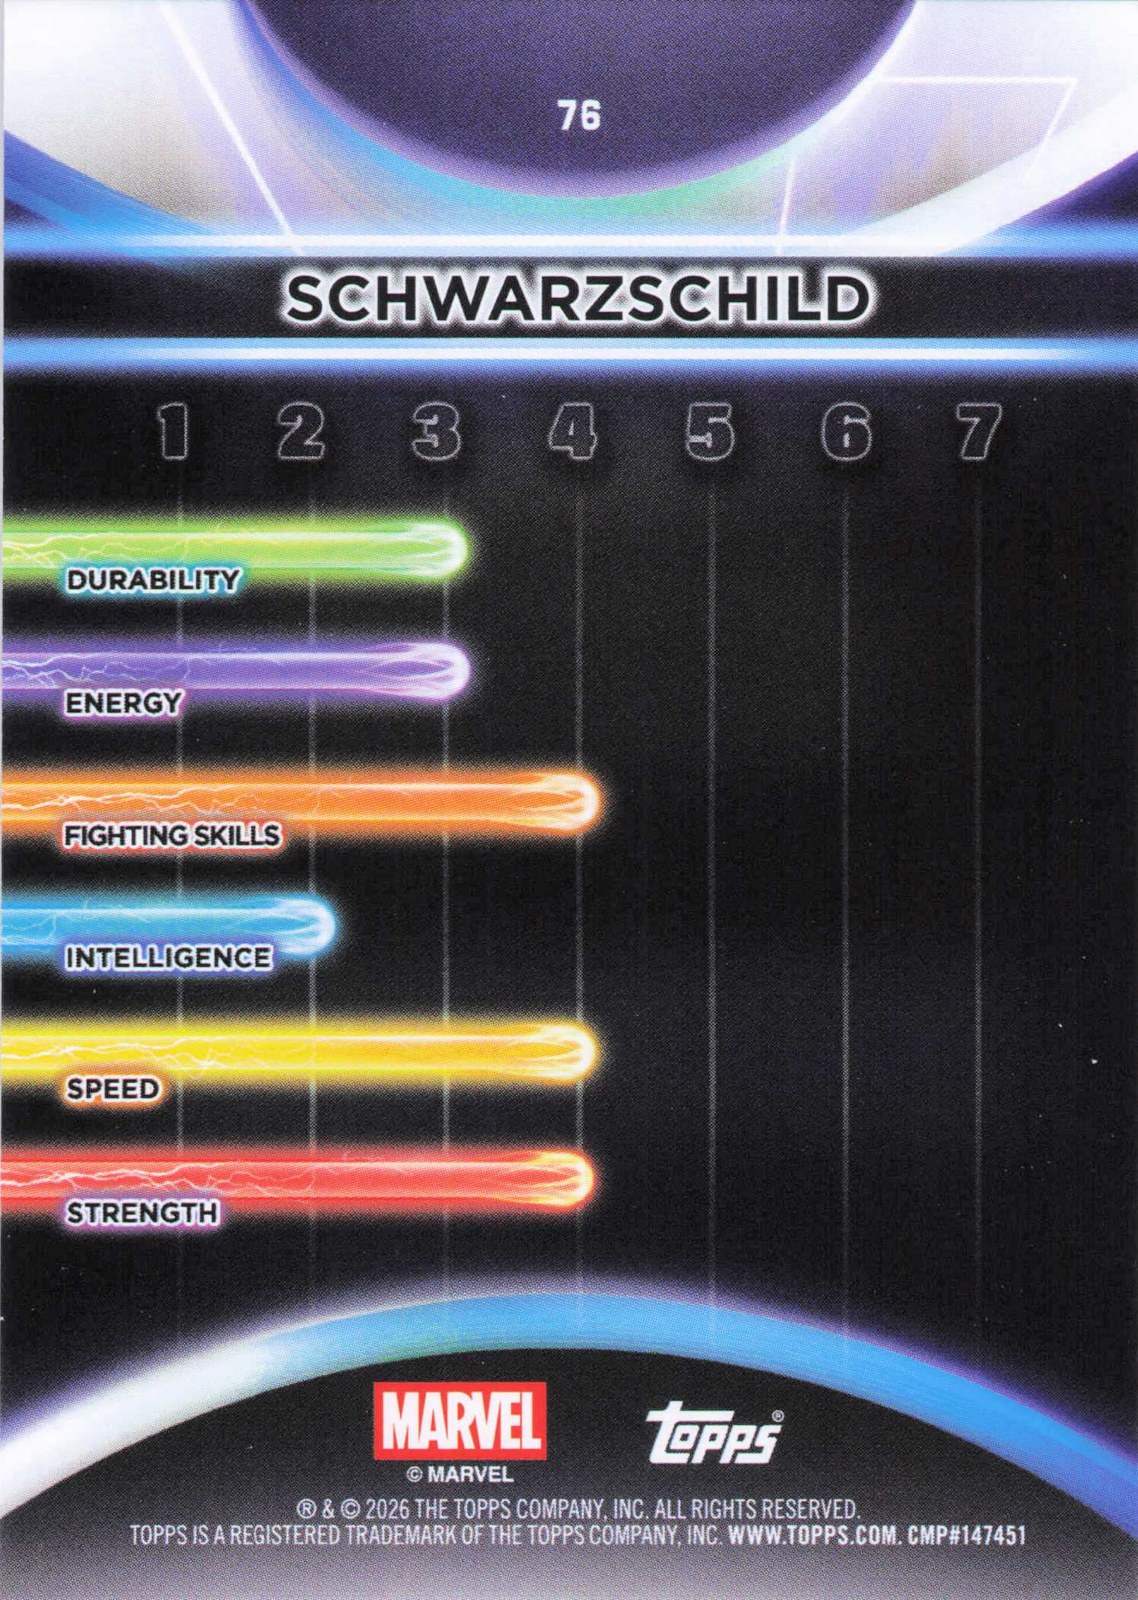 76
SCHWARZSCHILD
1 2 3 4 5 6 7
DURABILITY
ENERGY
FIGHTING SKILLS
INTELLIGENCE
SPEED
STRENGTH
MARVEL
© MARVEL
topps®
® & © 2026 THE TOPPS COMPANY, INC. ALL RIGHTS RESERVED.
TOPPS IS A REGISTERED TRADEMARK OF THE TOPPS COMPANY, INC. WWW.TOPPS.COM. CMP#147451